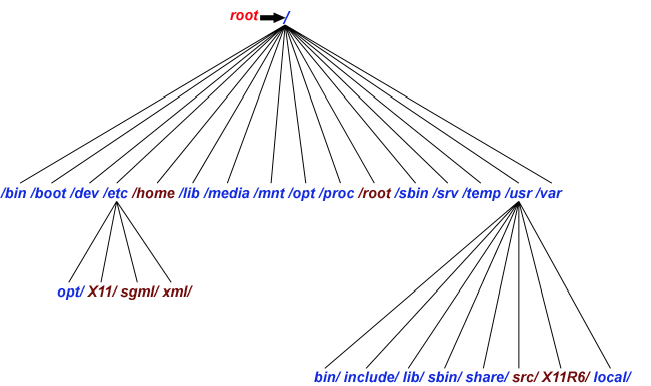 root /
/bin /boot /dev /etc /home /lib /media /mnt /opt /proc /root /sbin /srv /temp /usr /var
opt/ X11/ sgml/ xml/
bin/ include/ lib/ sbin/ share/ src/ X11R6/ local/